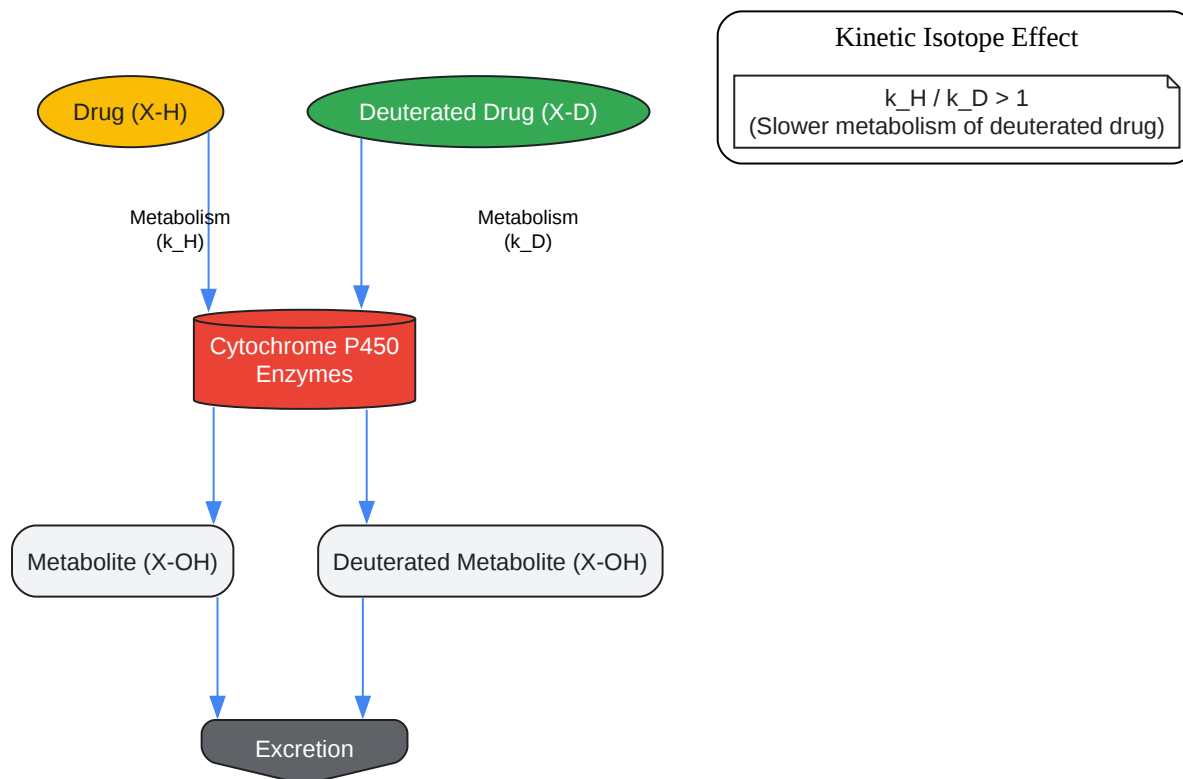 Kinetic Isotope Effect
k_H / k_D > 1
(Slower metabolism of deuterated drug)
Drug (X-H)
Deuterated Drug (X-D)
Metabolism
(k_H)
Metabolism
(k_D)
Cytochrome P450
Enzymes
Metabolite (X-OH)
Deuterated Metabolite (X-OH)
Excretion